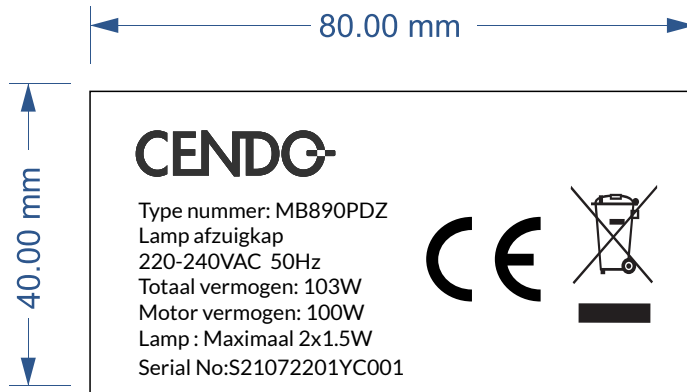 80.00 mm
40.00 mm
CENDO
Type nummer: MB890PDZ
Lamp afzuigkap
220-240VAC  50Hz
Totaal vermogen: 103W
Motor vermogen: 100W
Lamp : Maximaal 2x1.5W
Serial No:S21072201YC001
CE